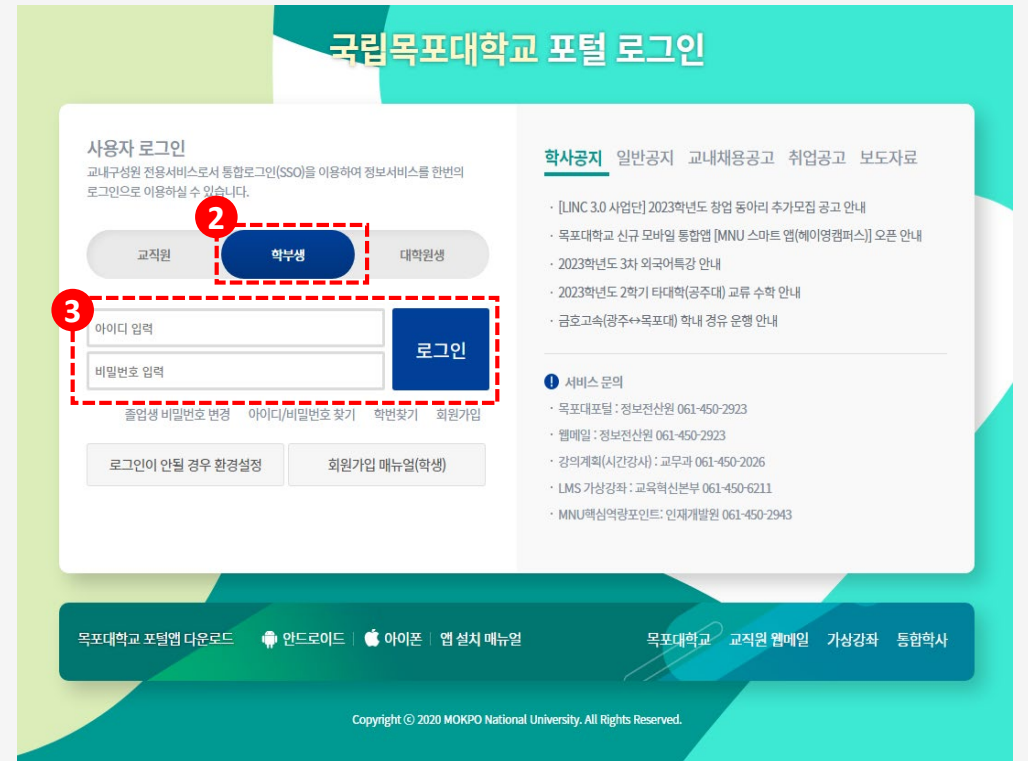 국립목포대학교 포털 로그인
사용자 로그인
교내구성원 전용서비스로서 통합로그인(SSO)을 이용하여 정보서비스를 한번의
로그인으로 이용하실 수 있습니다.
2
교직원 학부생 대학원생
3
아이디 입력
비밀번호 입력
로그인
졸업생 비밀번호 변경 아이디/비밀번호 찾기 학번찾기 회원가입
로그인이 안될 경우 환경설정 회원가입 매뉴얼(학생)
학사공지 일반공지 교내채용공고 취업공고 보도자료
· [LINC 3.0 사업단] 2023학년도 창업 동아리 추가모집 공고 안내
· 목포대학교 신규 모바일 통합앱 [MNU 스마트 앱(헤이영캠퍼스)] 오픈 안내
· 2023학년도 3차 외국어특강 안내
· 2023학년도 2학기 타대학(공주대) 교류 수학 안내
· 금호고속(광주↔목포대) 학내 경유 운행 안내
! 서비스 문의
· 목포대포털 : 정보전산원 061-450-2923
· 웹메일 : 정보전산원 061-450-2923
· 강의계획(시간강사) : 교무과 061-450-2026
· LMS 가상강좌 : 교육혁신본부 061-450-6211
· MNU핵심역량포인트: 인재개발원 061-450-2943
목포대학교 포털앱 다운로드 안드로이드 | 아이폰 | 앱 설치 매뉴얼 목포대학교 교직원 웹메일 가상강좌 통합학사
Copyright ⓒ 2020 MOKPO National University. All Rights Reserved.